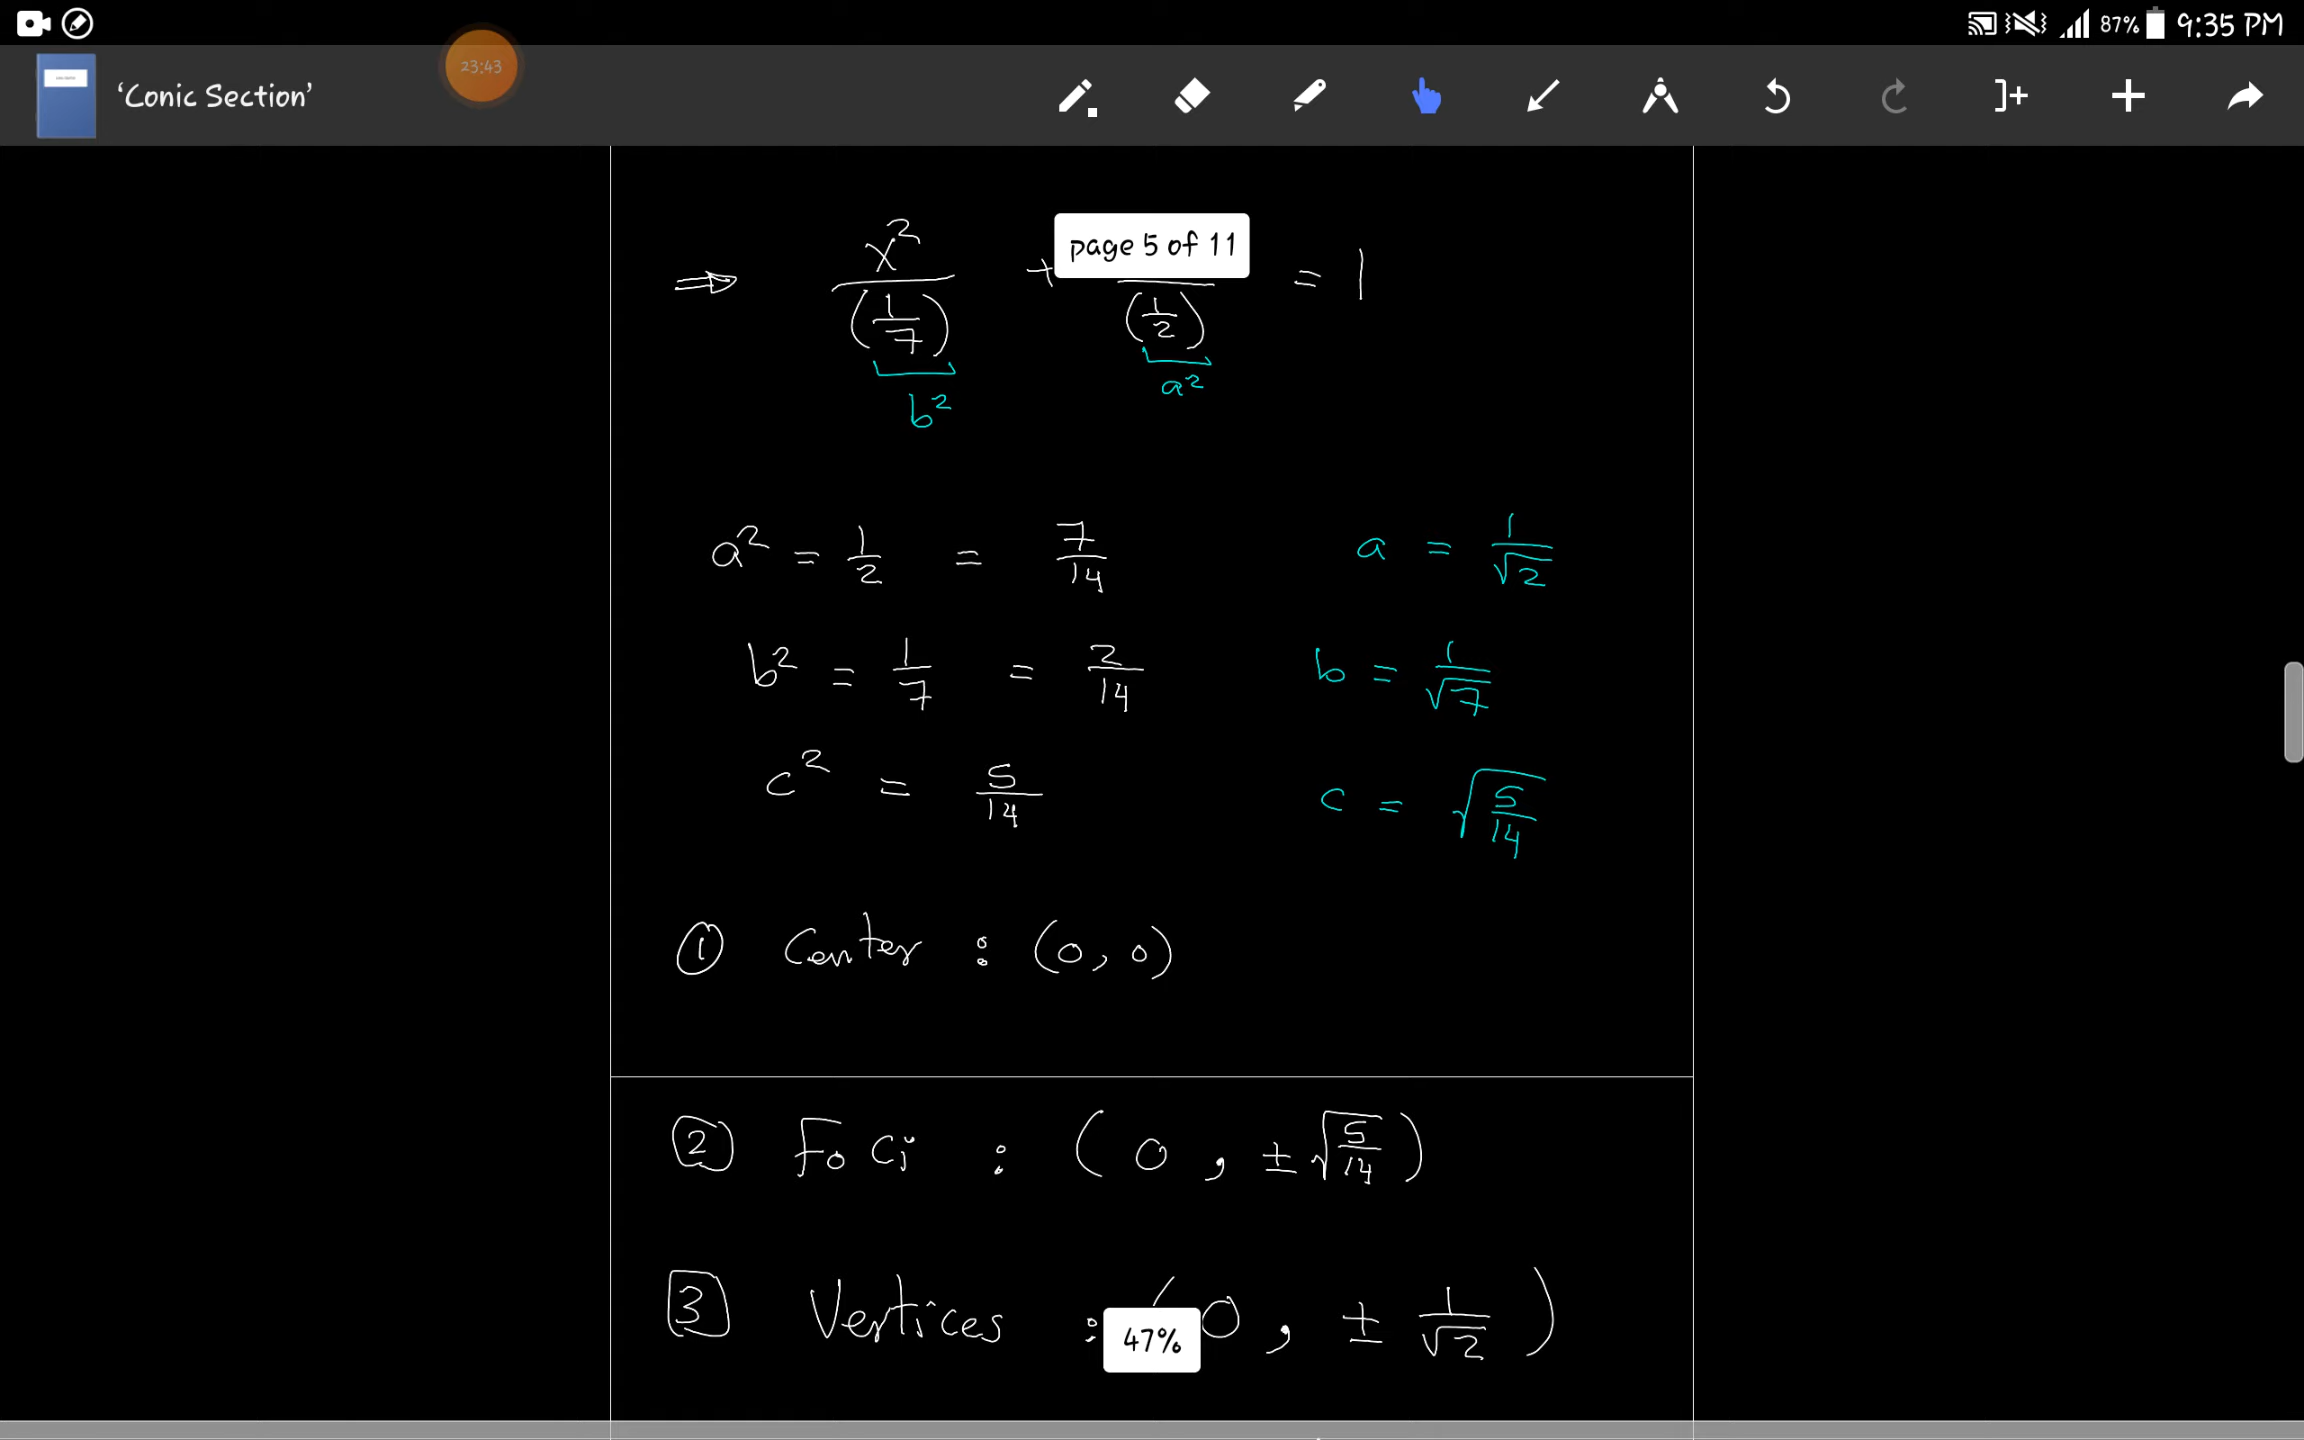 87% 9:35 PM
'Conic Section' 23:43
⇒ x²/(1/7) + /(1/2) = 1
page 5 of 11
b² a²
a² = 1/2 = 7/14 a = 1/√2
b² = 1/7 = 2/14 b = 1/√7
c² = 5/14 c = √(5/14)
① Center : (0, 0)
② Foci : (0, ±√(5/14))
3 Vertices : (0, ± 1/√2)
47%